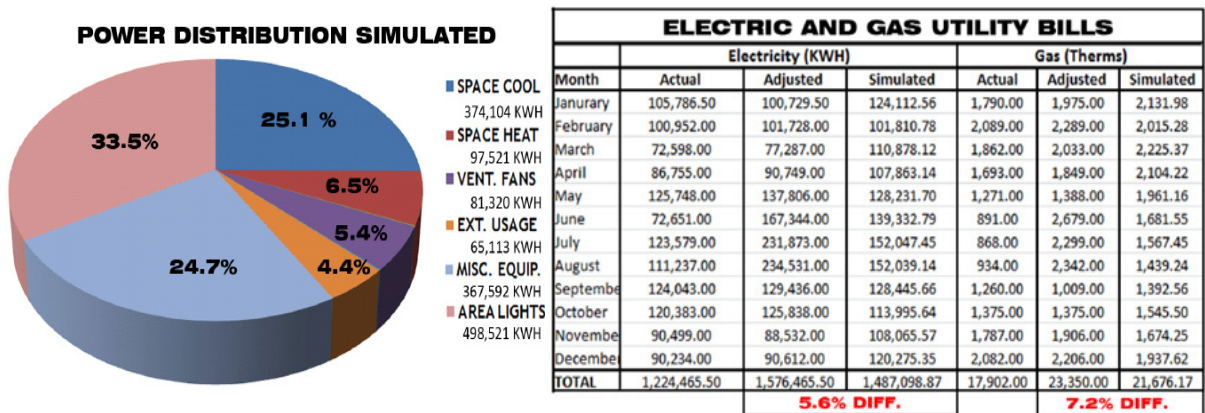 POWER DISTRIBUTION SIMULATED
25.1 %
6.5%
5.4%
4.4%
24.7%
33.5%
SPACE COOL
374,104 KWH
SPACE HEAT
97,521 KWH
VENT. FANS
81,320 KWH
EXT. USAGE
65,113 KWH
MISC. EQUIP.
367,592 KWH
AREA LIGHTS
498,521 KWH
ELECTRIC AND GAS UTILITY BILLS
Electricity (KWH) Gas (Therms)
Month Actual Adjusted Simulated Actual Adjusted Simulated
Janurary 105,786.50 100,729.50 124,112.56 1,790.00 1,975.00 2,131.98
February 100,952.00 101,728.00 101,810.78 2,089.00 2,289.00 2,015.28
March 72,598.00 77,287.00 110,878.12 1,862.00 2,033.00 2,225.37
April 86,755.00 90,749.00 107,863.14 1,693.00 1,849.00 2,104.22
May 125,748.00 137,806.00 128,231.70 1,271.00 1,388.00 1,961.16
June 72,651.00 167,344.00 139,332.79 891.00 2,679.00 1,681.55
July 123,579.00 231,873.00 152,047.45 868.00 2,299.00 1,567.45
August 111,237.00 234,531.00 152,039.14 934.00 2,342.00 1,439.24
Septembe 124,043.00 129,436.00 128,445.66 1,260.00 1,009.00 1,392.56
October 120,383.00 125,838.00 113,995.64 1,375.00 1,375.00 1,545.50
Novembe 90,499.00 88,532.00 108,065.57 1,787.00 1,906.00 1,674.25
December 90,234.00 90,612.00 120,275.35 2,082.00 2,206.00 1,937.62
TOTAL 1,224,465.50 1,576,465.50 1,487,098.87 17,902.00 23,350.00 21,676.17
5.6% DIFF. 7.2% DIFF.